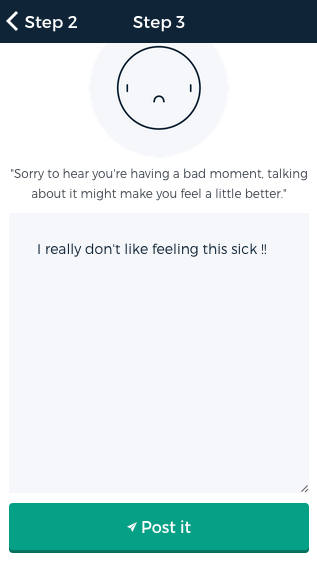 Step 2 Step 3
"Sorry to hear you're having a bad moment, talking
about it might make you feel a little better."
I really don't like feeling this sick !!
Post it